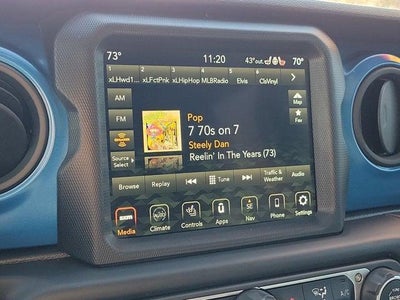 73° 11:20 43°out 70°
1 2 3 4 5 6
xLHwd1... xLFctPnk xLHipHop MLBRadio Elvis ClsVinyl
AM
FM
Source Select
Pop
7 70s on 7
Steely Dan
Reelin' In The Years (73)
Map
Fav
Browse Replay Tune Traffic & Weather Audio
Media Climate Controls Apps SE Nav Phone Settings